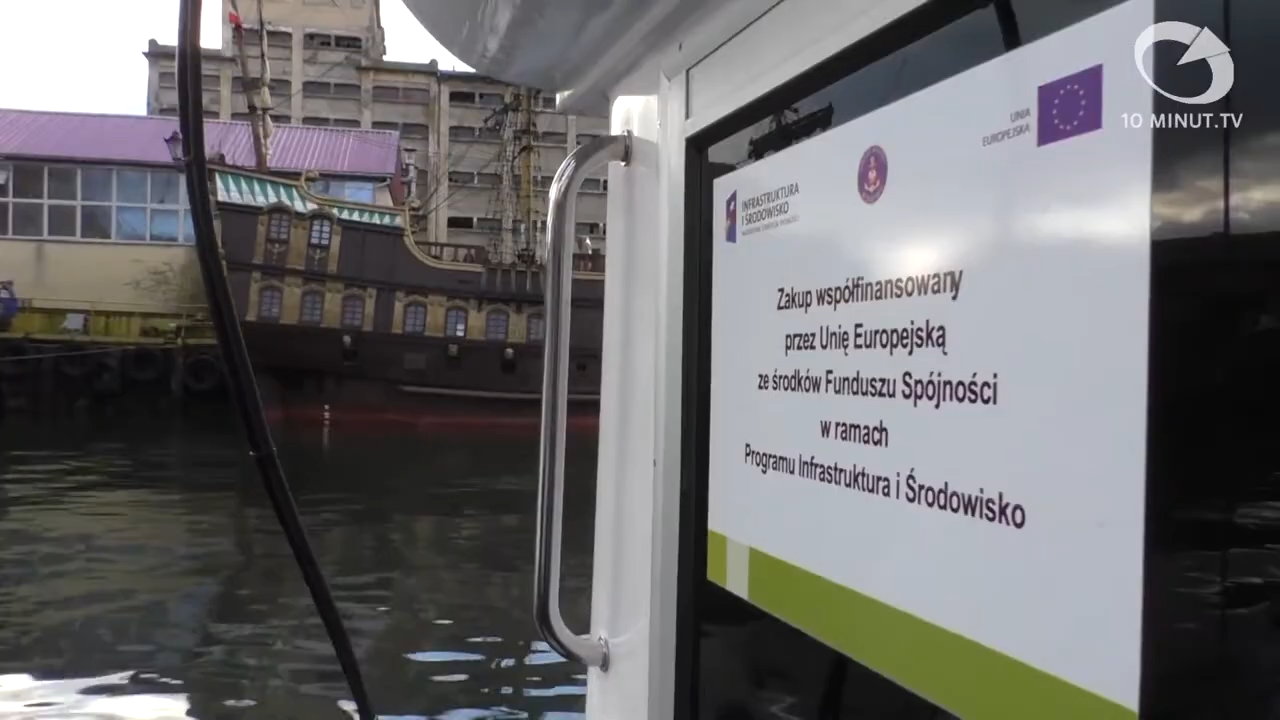 10 MINUT.TV
UNIA
EUROPEJSKA
INFRASTRUKTURA
I ŚRODOWISKO
Zakup współfinansowany
przez Unię Europejską
ze środków Funduszu Spójności
w ramach
Programu Infrastruktura i Środowisko